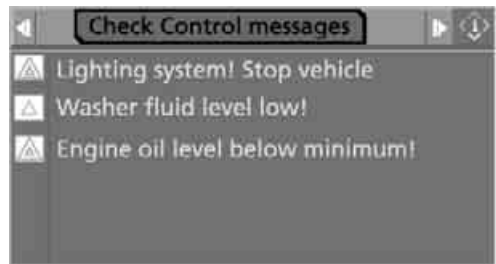 Check Control messages
Lighting system! Stop vehicle
Washer fluid level low!
Engine oil level below minimum!